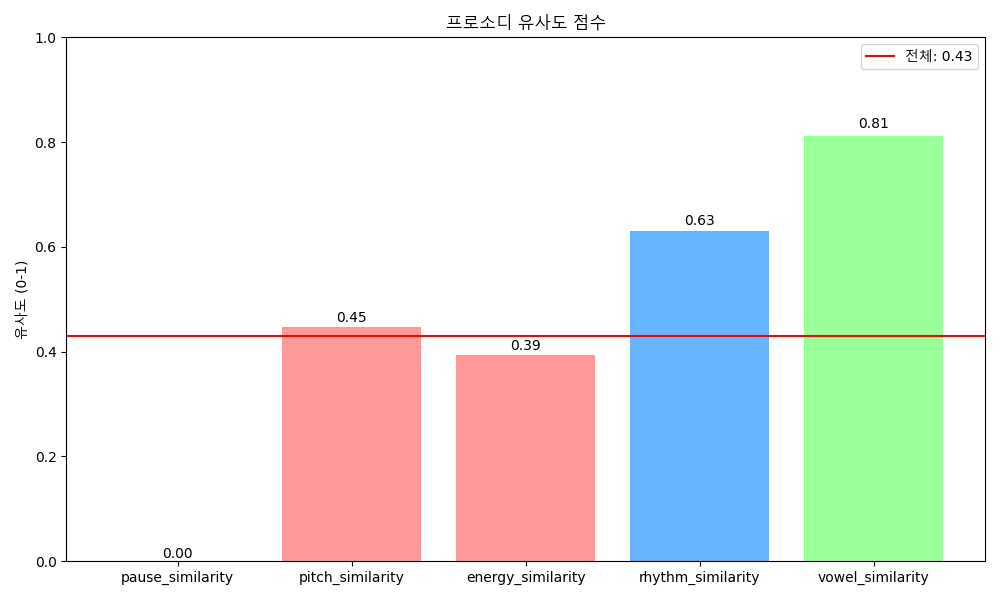 프로소디 유사도 점수
전체: 0.43
유사도 (0-1)
1.0
0.8
0.6
0.4
0.2
0.0
0.00
0.45
0.39
0.63
0.81
pause_similarity
pitch_similarity
energy_similarity
rhythm_similarity
vowel_similarity